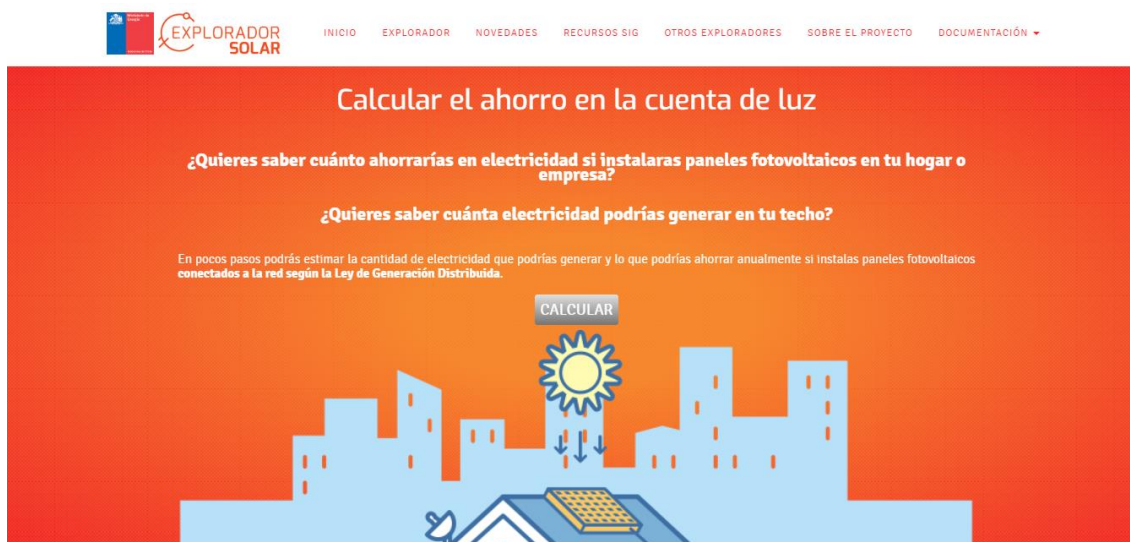 EXPLORADOR
SOLAR
INICIO
EXPLORADOR
NOVEDADES
RECURSOS SIG
OTROS EXPLORADORES
SOBRE EL PROYECTO
DOCUMENTACIÓN
Calcular el ahorro en la cuenta de luz
¿Quieres saber cuánto ahorrarías en electricidad si instalaras paneles fotovoltaicos en tu hogar o
empresa?
¿Quieres saber cuánta electricidad podrías generar en tu techo?
En pocos pasos podrás estimar la cantidad de electricidad que podrías generar y lo que podrías ahorrar anualmente si instalas paneles fotovoltaicos
conectados a la red según la Ley de Generación Distribuida.
CALCULAR